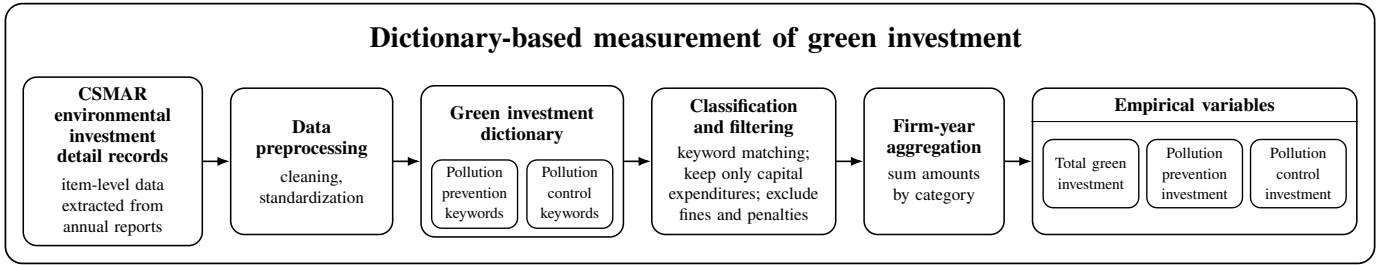 Dictionary-based measurement of green investment
CSMAR
environmental
investment
detail records
item-level data
extracted from
annual reports
Data
preprocessing
cleaning,
standardization
Green investment
dictionary
Pollution
prevention
keywords
Pollution
control
keywords
Classification
and filtering
keyword matching;
keep only capital
expenditures; exclude
fines and penalties
Firm-year
aggregation
sum amounts
by category
Empirical variables
Total green
investment
Pollution
prevention
investment
Pollution
control
investment